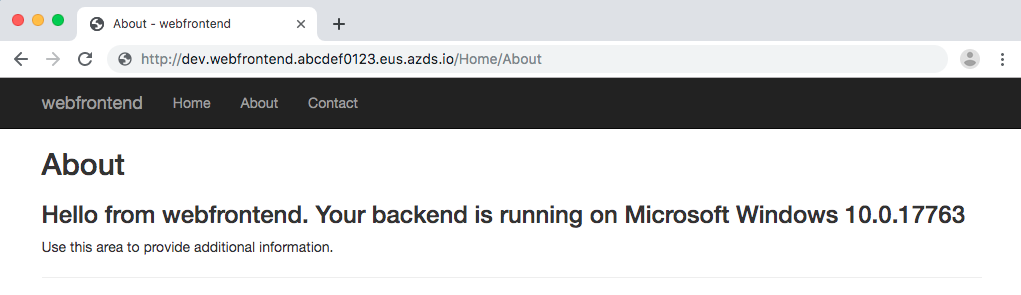 About - webfrontend
http://dev.webfrontend.abcdef0123.eus.azds.io/Home/About
webfrontend Home About Contact
About
Hello from webfrontend. Your backend is running on Microsoft Windows 10.0.17763
Use this area to provide additional information.